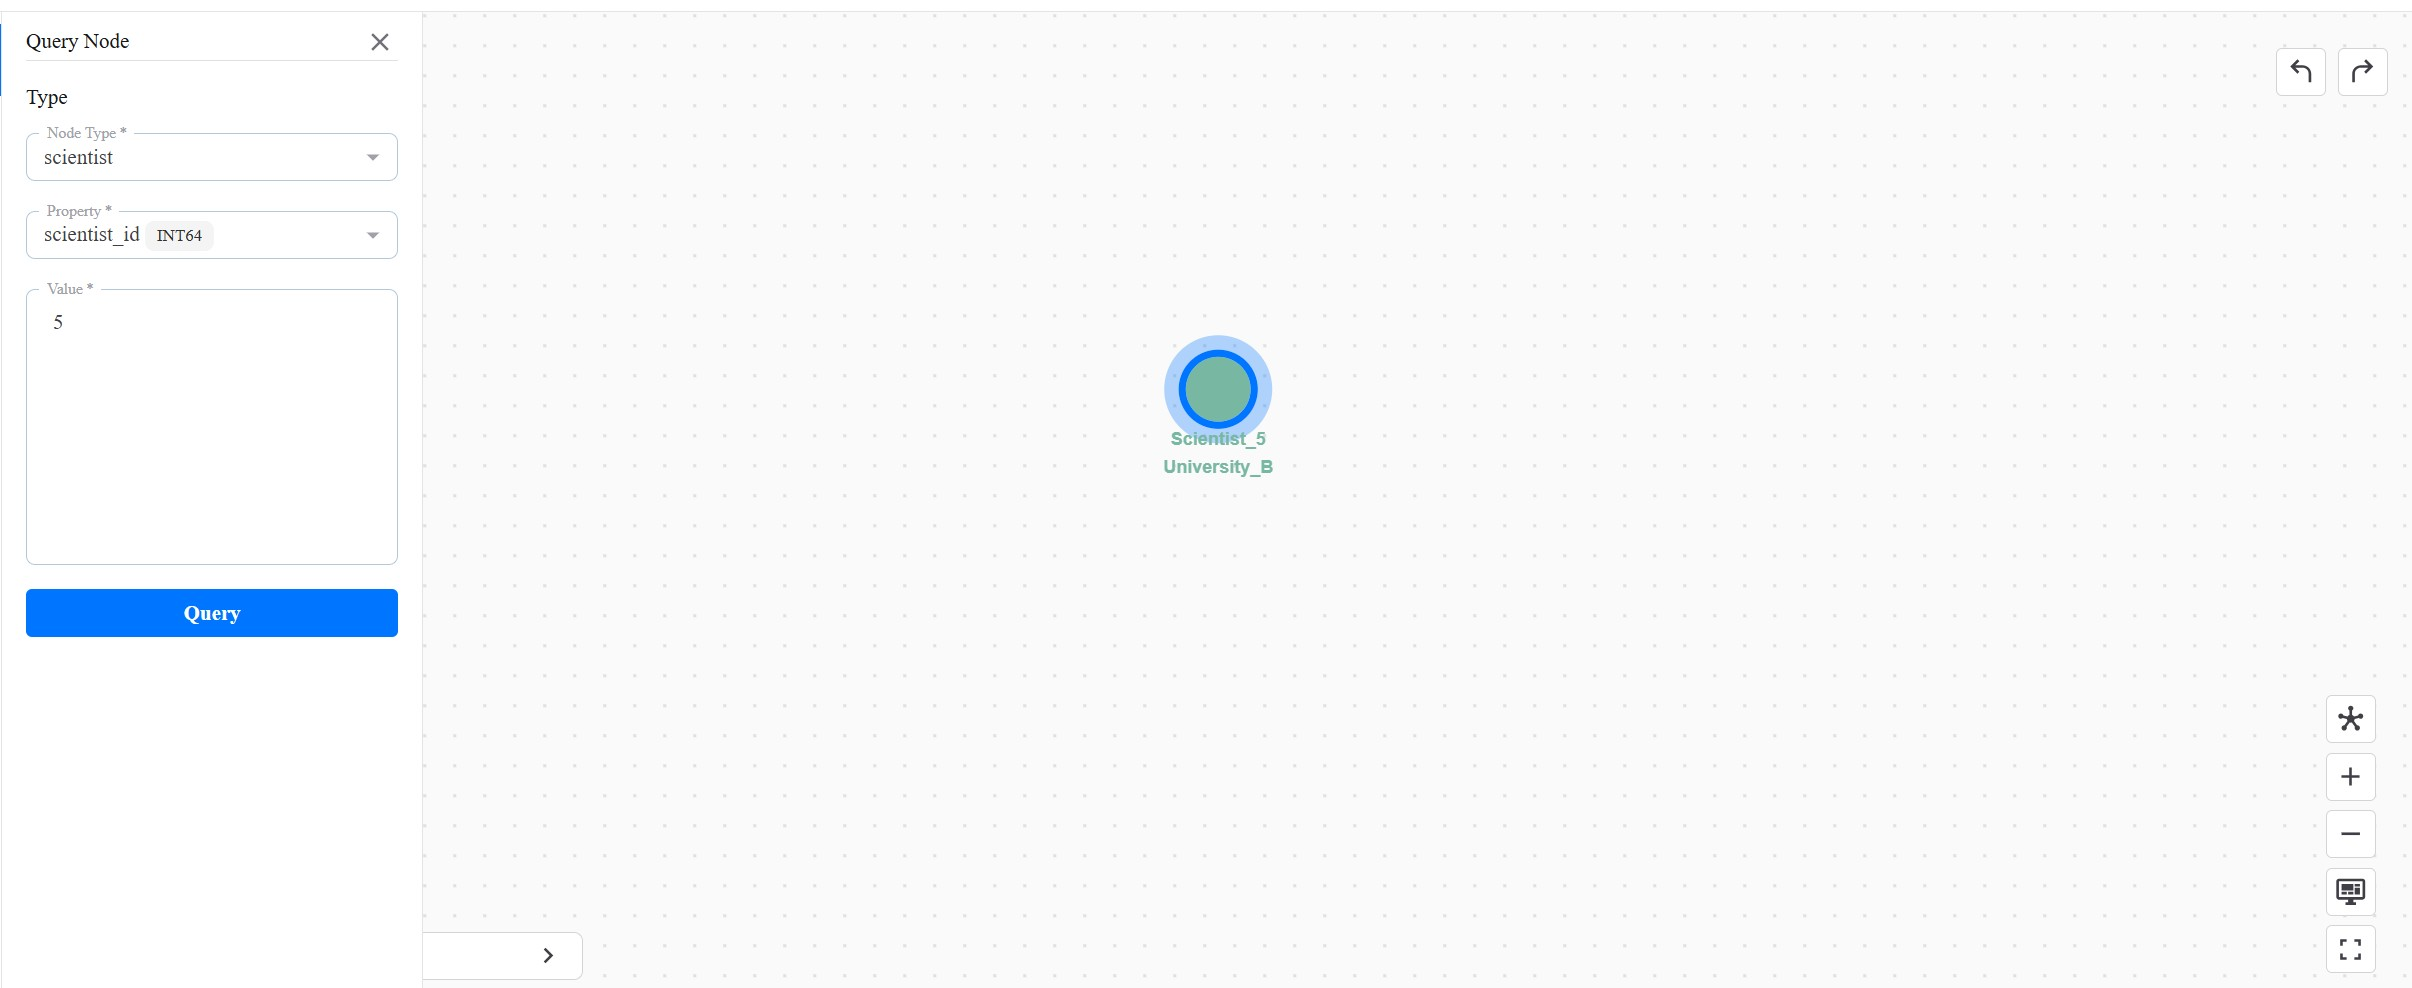 Query Node
Type
Node Type *
scientist
Property *
scientist_id INT64
Value *
5
Query
Scientist_5
University_B